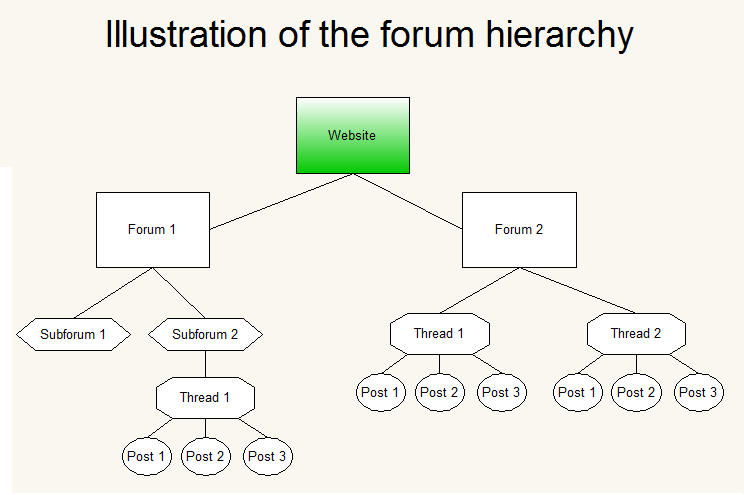 Illustration of the forum hierarchy
Website
Forum 1
Forum 2
Subforum 1
Subforum 2
Thread 1
Thread 2
Post 1
Post 2
Post 3
Post 1
Post 2
Post 3
Thread 1
Post 1
Post 2
Post 3